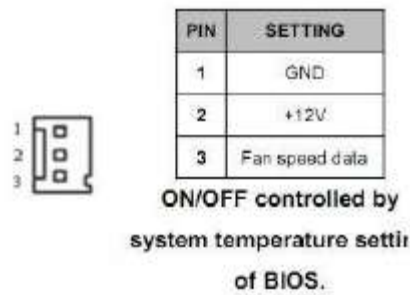 PIN SETTING
1 GND
2 +12V
3 Fan speed data
1
2
3
ON/OFF controlled by
system temperature settin
of BIOS.